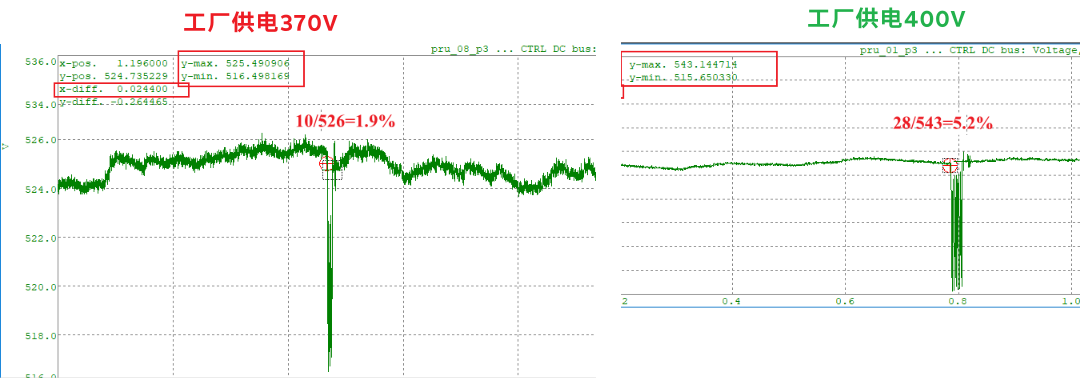 工厂供电370V
工厂供电400V
pru_08_p3 ... CTRL DC bus:
pru_01_p3 ... CTRL DC bus: Voltage,
536.0
x-pos. 1.196000
y-max. 525.490906
y-pos. 524.735229
y-min. 516.498169
x-diff. 0.024400
y-diff. -0.264465
y-max. 543.144714
y-min. 515.650330
534.0
10/526=1.9%
28/543=5.2%
526.0
V
524.0
522.0
520.0
518.0
516.0
2
0.4
0.6
0.8
1.0